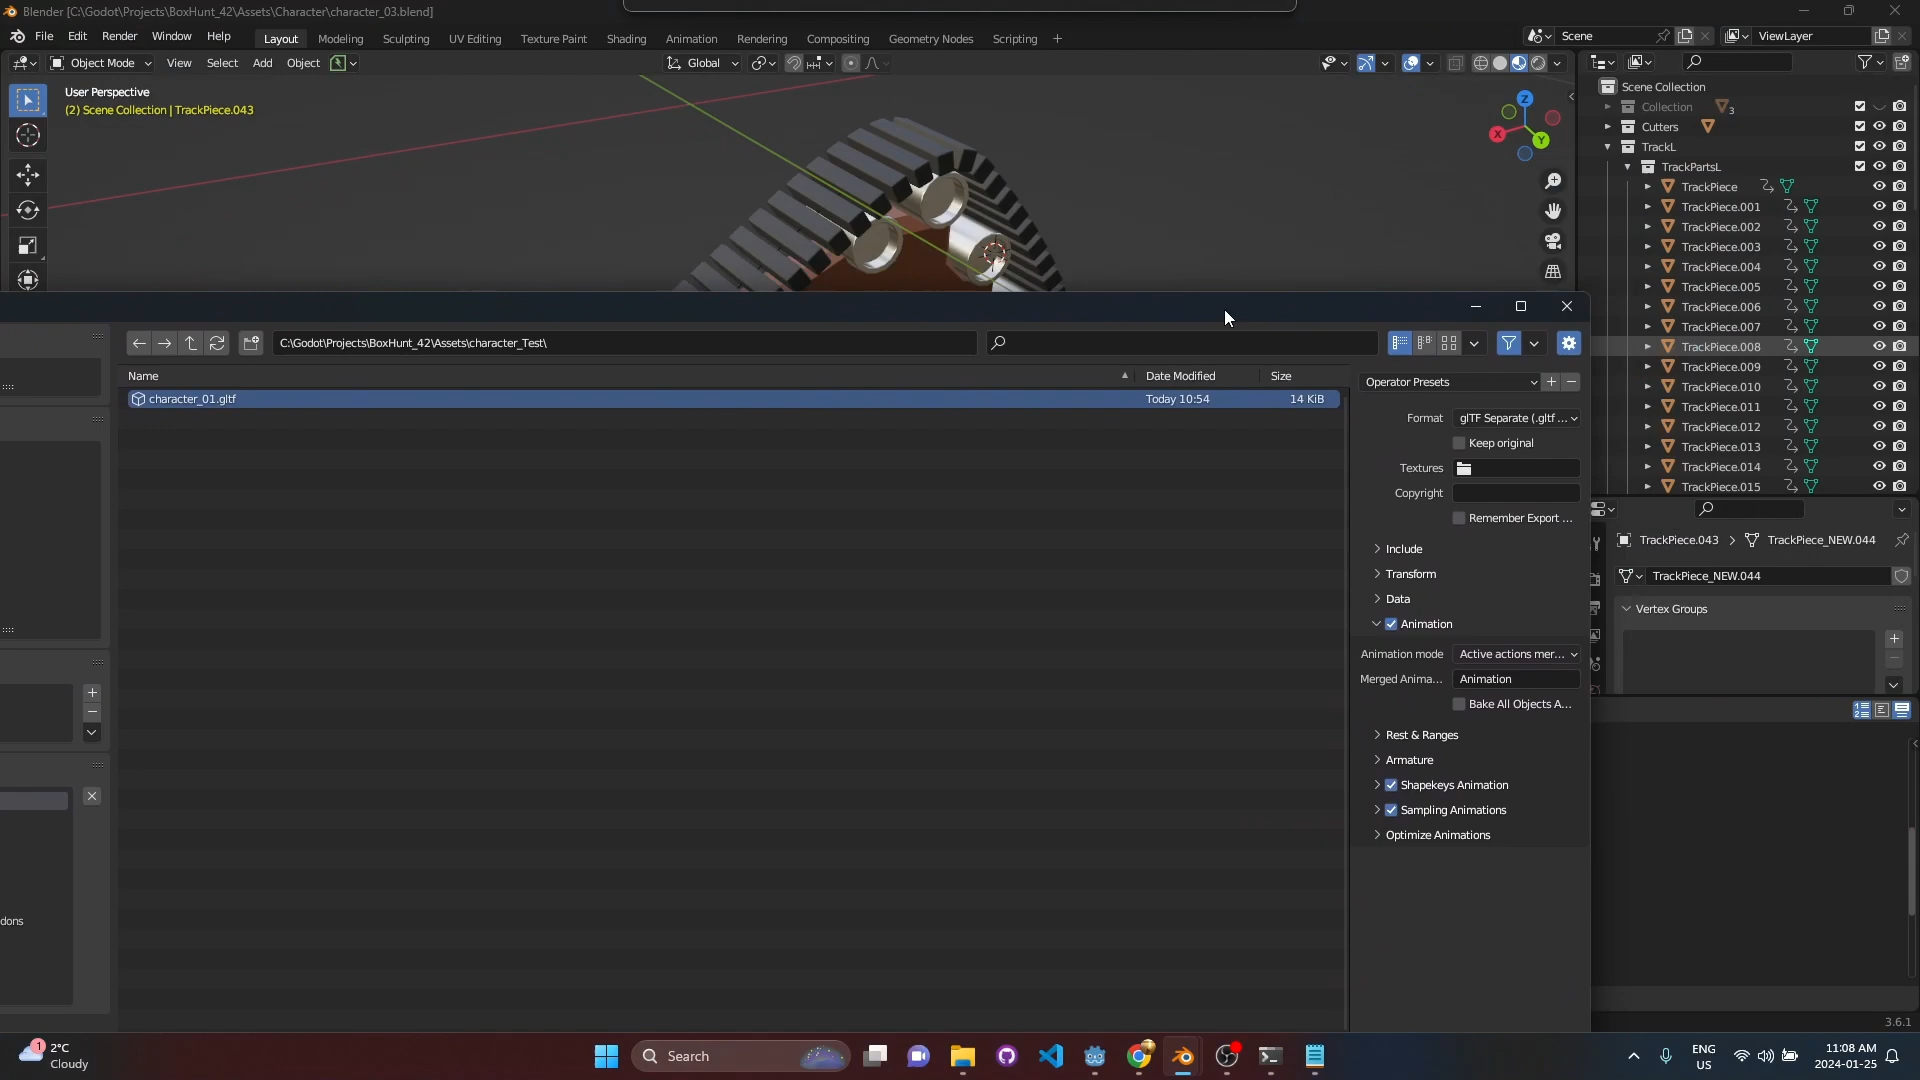 Blender [C:\Godot\Projects\BoxHunt_42\Assets\Character\character_03.blend]
File Edit Render Window Help Layout Modeling Sculpting UV Editing Texture Paint Shading Animation Rendering Compositing Geometry Nodes Scripting + Scene ViewLayer
Object Mode View Select Add Object Global
User Perspective
(2) Scene Collection | TrackPiece.043
Z
X
Y
Scene Collection
Collection 3
Cutters
TrackL
TrackPartsL
TrackPiece
TrackPiece.001
TrackPiece.002
TrackPiece.003
TrackPiece.004
TrackPiece.005
TrackPiece.006
TrackPiece.007
TrackPiece.008
TrackPiece.009
TrackPiece.010
TrackPiece.011
TrackPiece.012
TrackPiece.013
TrackPiece.014
TrackPiece.015
C:\Godot\Projects\BoxHunt_42\Assets\character_Test\
Name Date Modified Size
character_01.gltf Today 10:54 14 KiB
Operator Presets
Format glTF Separate (.gltf ...
Keep original
Textures
Copyright
Remember Export ...
Include
Transform
Data
Animation
Animation mode Active actions mer...
Merged Anima... Animation
Bake All Objects A...
Rest & Ranges
Armature
Shapekeys Animation
Sampling Animations
Optimize Animations
TrackPiece.043 > TrackPiece_NEW.044
TrackPiece_NEW.044
Vertex Groups
dons
3.6.1
1
2°C
Cloudy
Search
ENG
US
11:08 AM
2024-01-25